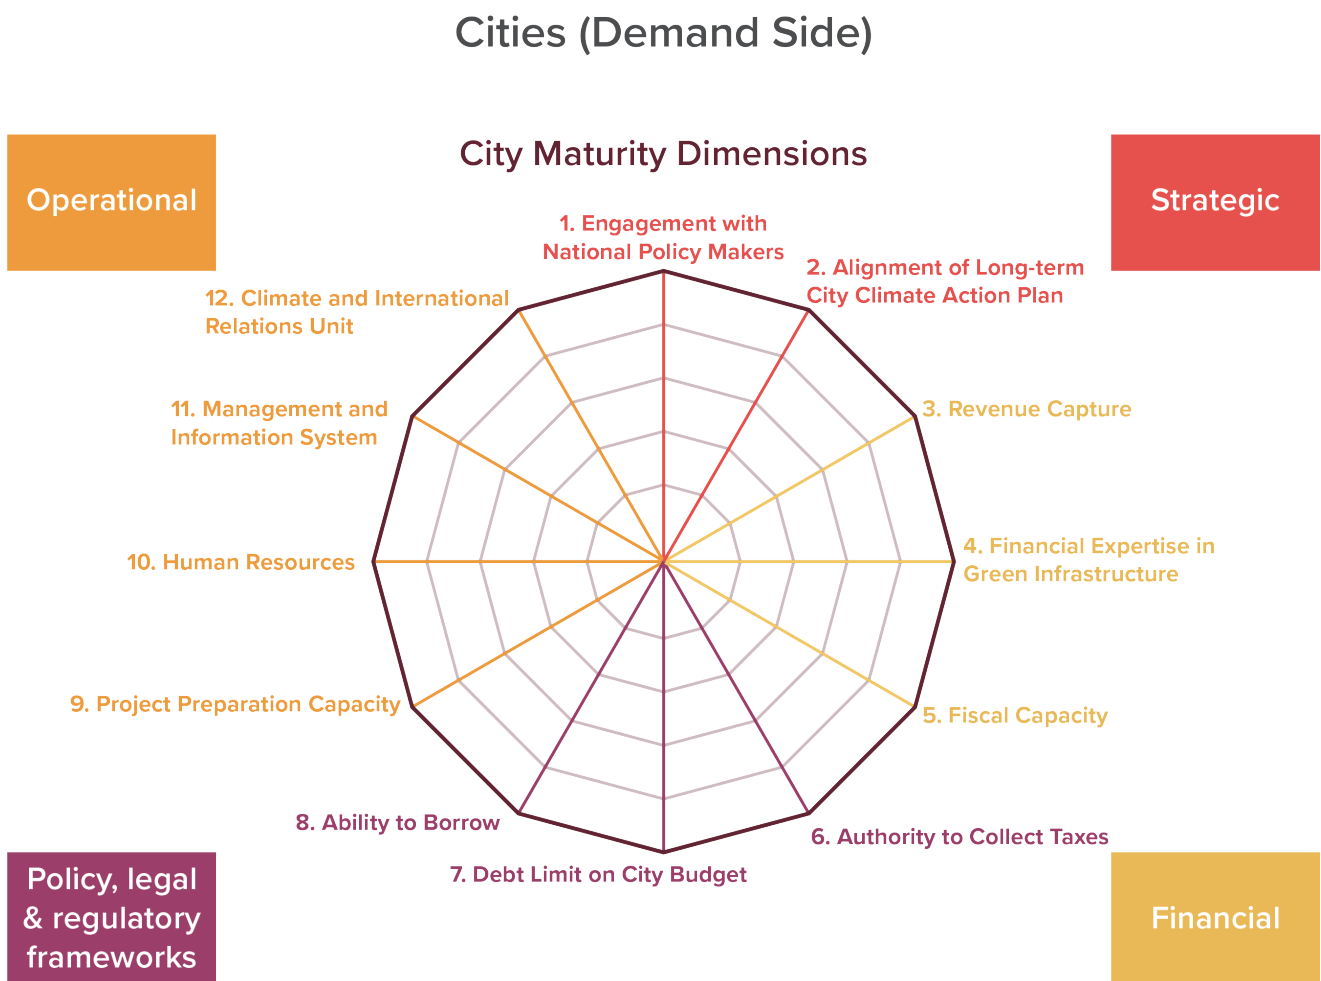 Cities (Demand Side)
City Maturity Dimensions
Operational
Strategic
1. Engagement with
National Policy Makers
2. Alignment of Long-term
City Climate Action Plan
3. Revenue Capture
4. Financial Expertise in
Green Infrastructure
5. Fiscal Capacity
6. Authority to Collect Taxes
7. Debt Limit on City Budget
8. Ability to Borrow
9. Project Preparation Capacity
10. Human Resources
11. Management and
Information System
12. Climate and International
Relations Unit
Policy, legal
& regulatory
frameworks
Financial